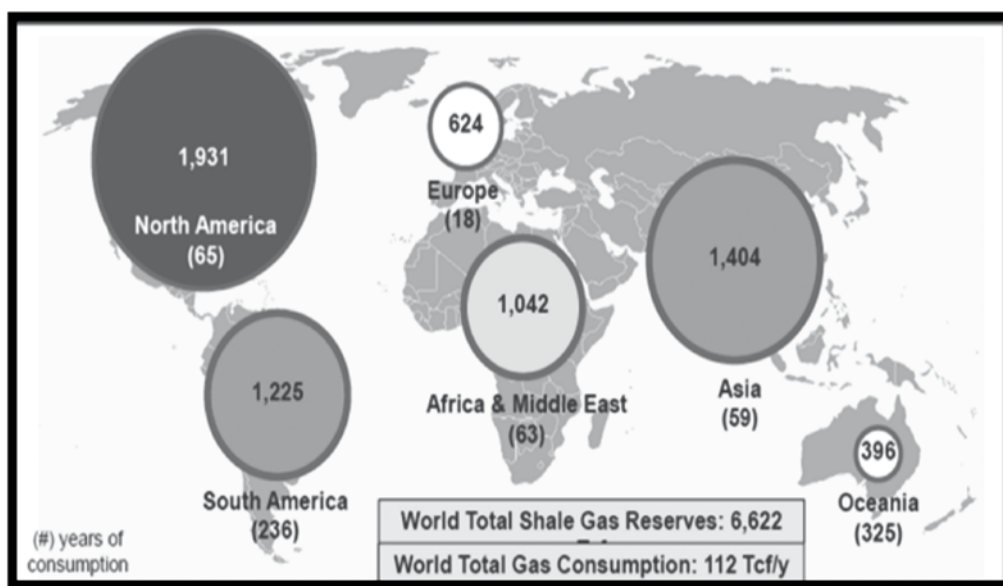 1,931
North America
(65)
624
Europe
(18)
1,404
Asia
(59)
1,042
Africa & Middle East
(63)
1,225
South America
(236)
396
Oceania
(325)
(#) years of
consumption
World Total Shale Gas Reserves: 6,622
World Total Gas Consumption: 112 Tcf/y